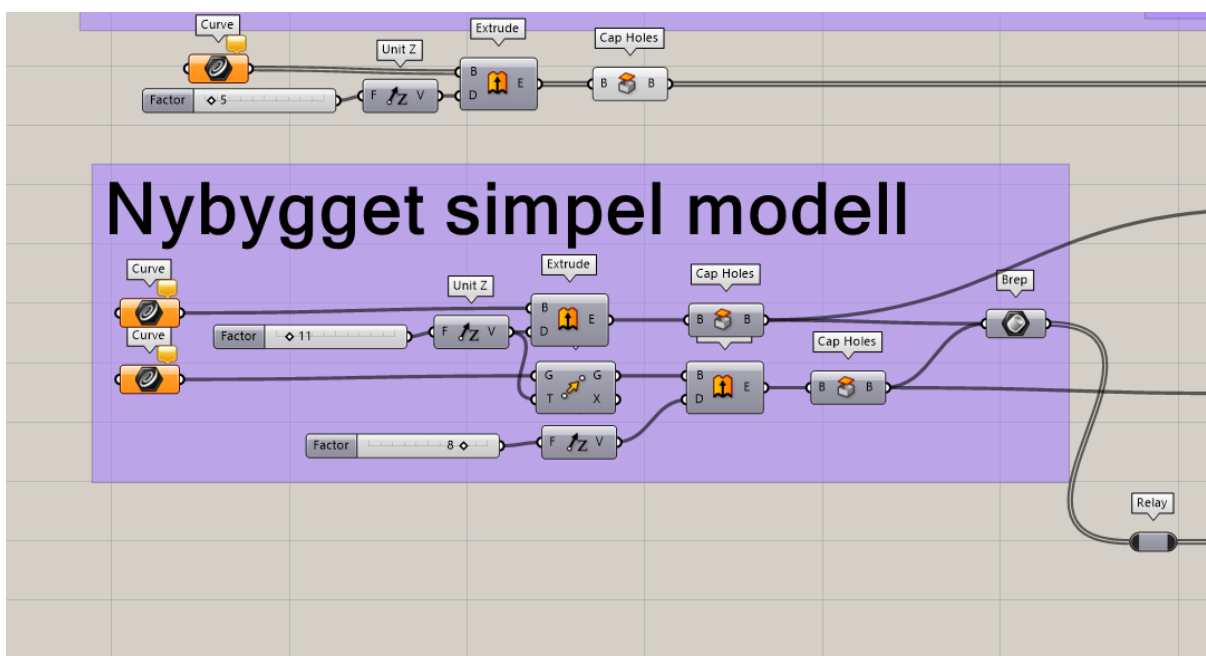 Curve
Extrude
Unit Z
Cap Holes
B
D
E
B B
Factor 5
F Z V
Nybygget simpel modell
Curve
Extrude
Unit Z
Cap Holes
Brep
B
D
E
B B
Factor 11
F Z V
Curve
Cap Holes
G G
T X
B
D
E
B B
Factor 8
F Z V
Relay